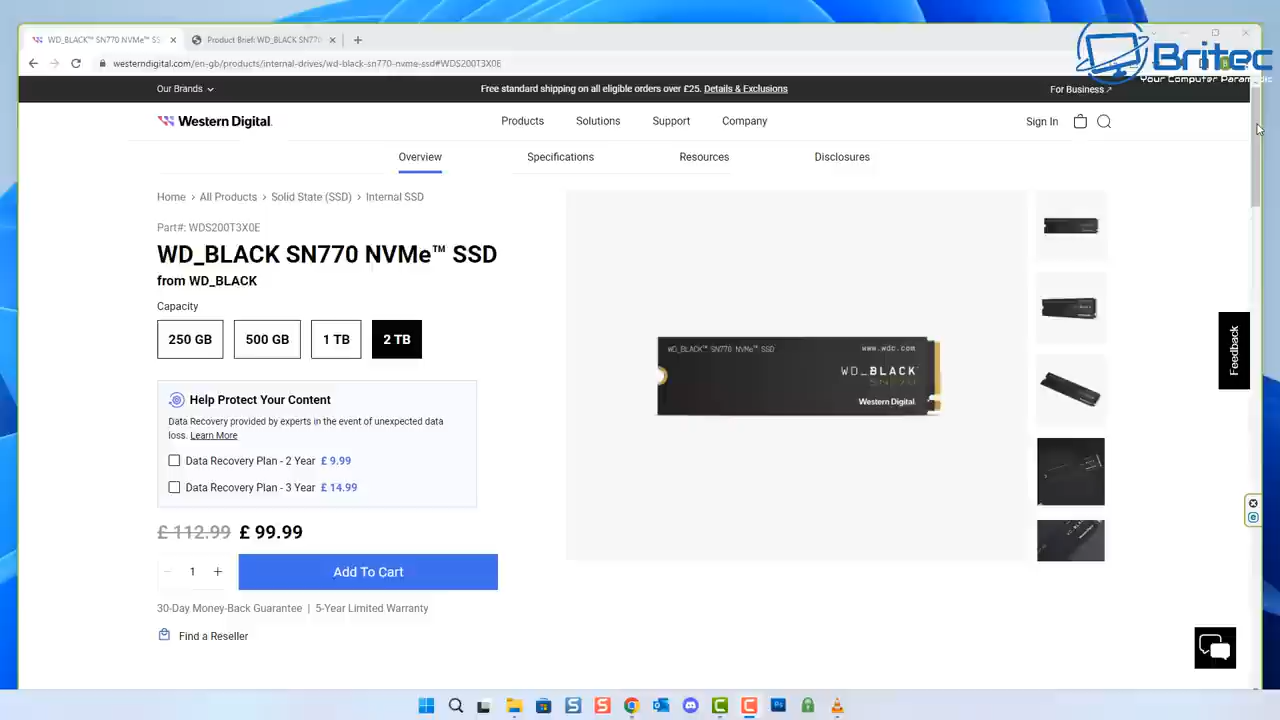 WD_BLACK™ SN770 NVMe™ SS
Product Brief: WD_BLACK SN770
Britec
Your Computer Paramedic
westerndigital.com/en-gb/products/internal-drives/wd-black-sn770-nvme-ssd#WDS200T3X0E
Our Brands
Free standard shipping on all eligible orders over £25. Details & Exclusions
For Business
Western Digital.
Products
Solutions
Support
Company
Sign In
Overview
Specifications
Resources
Disclosures
Home > All Products > Solid State (SSD) > Internal SSD
Part#: WDS200T3X0E
WD_BLACK SN770 NVMe™ SSD
from WD_BLACK
Capacity
250 GB
500 GB
1 TB
2 TB
Help Protect Your Content
Data Recovery provided by experts in the event of unexpected data
loss. Learn More
Data Recovery Plan - 2 Year £ 9.99
Data Recovery Plan - 3 Year £ 14.99
£ 112.99 £ 99.99
1
Add To Cart
30-Day Money-Back Guarantee | 5-Year Limited Warranty
Find a Reseller
WD_BLACK™ SN770 NVMe™ SSD
www.wdc.com
WD_BLACK
SN770
Western Digital.
Feedback